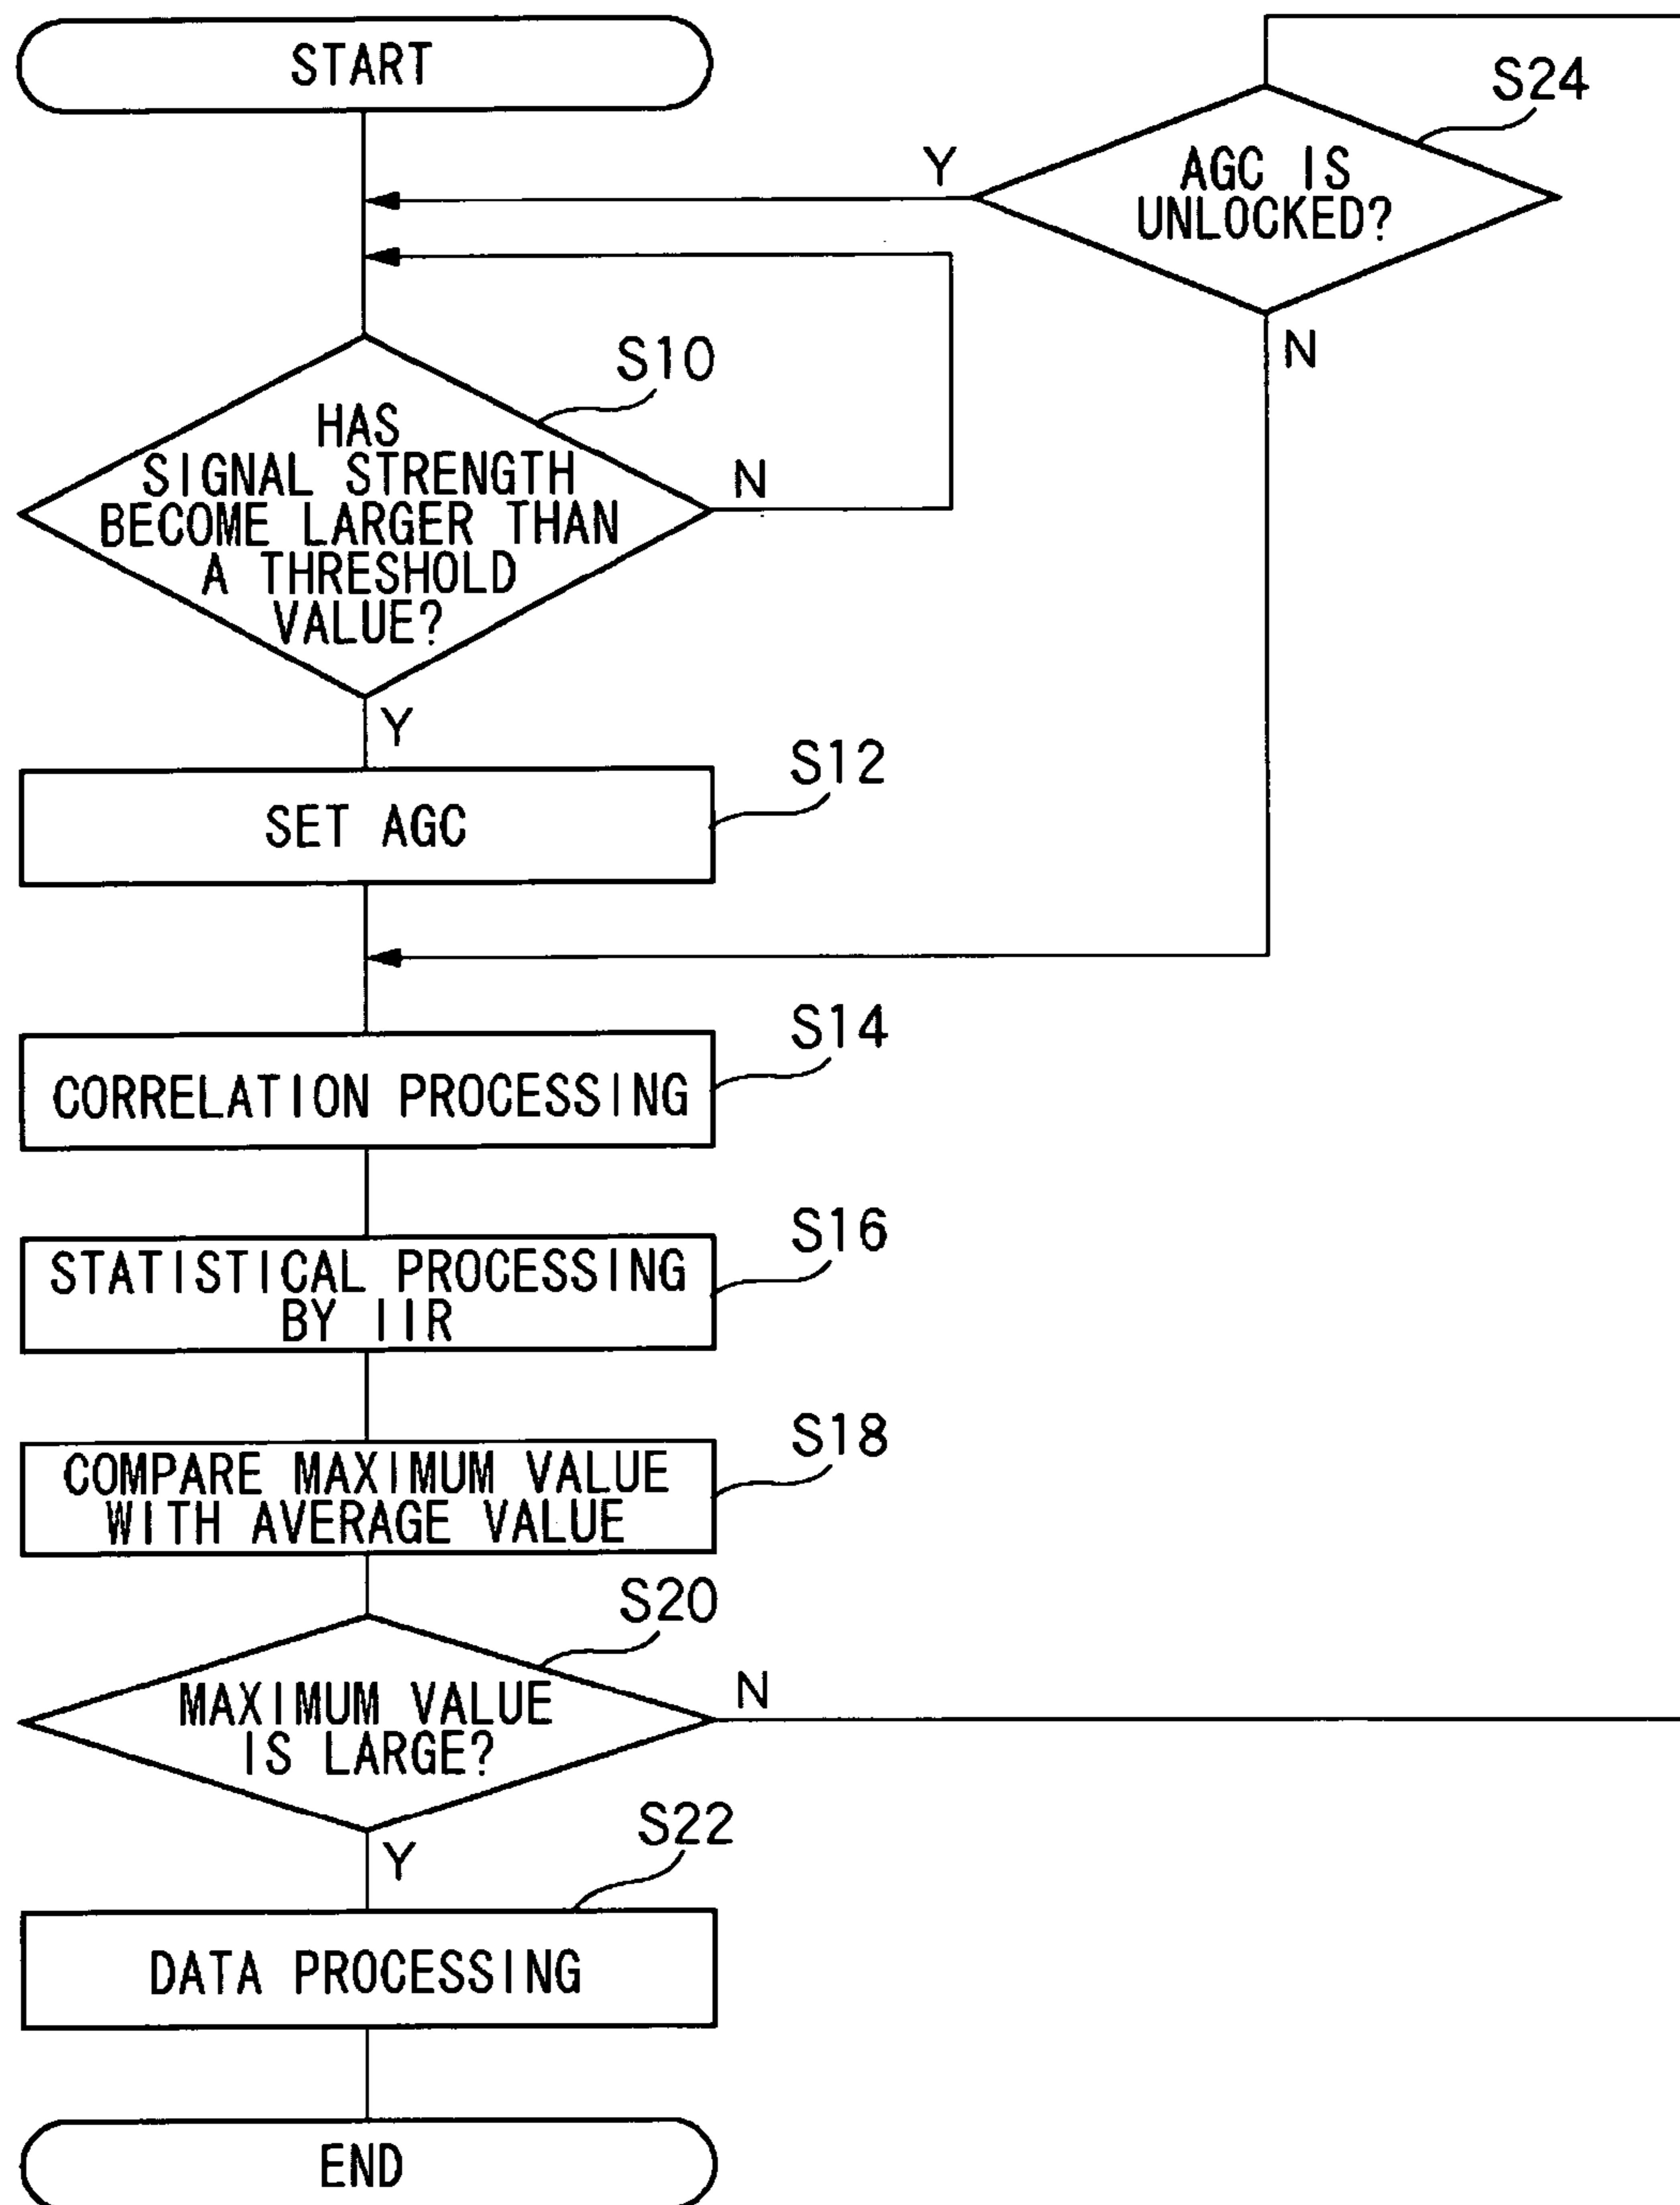 START
S24
Y
AGC IS
UNLOCKED?
N
S10
HAS
SIGNAL STRENGTH
BECOME LARGER THAN
A THRESHOLD
VALUE?
N
Y
S12
SET AGC
S14
CORRELATION PROCESSING
S16
STATISTICAL PROCESSING
BY IIR
S18
COMPARE MAXIMUM VALUE
WITH AVERAGE VALUE
S20
MAXIMUM VALUE
IS LARGE?
N
Y
S22
DATA PROCESSING
END